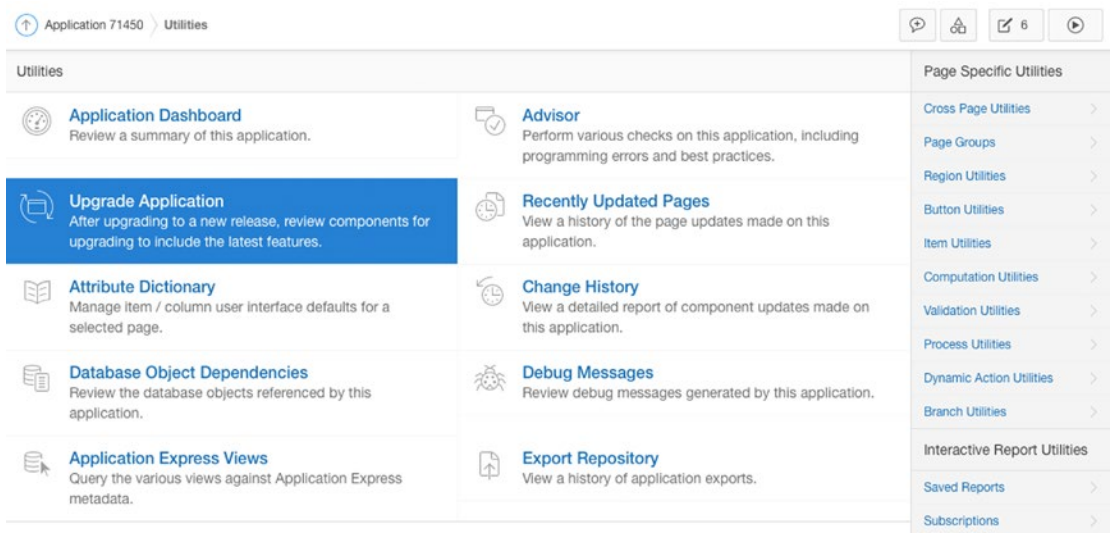 Application 71450 Utilities
6
Utilities
Application Dashboard
Review a summary of this application.
Advisor
Perform various checks on this application, including
programming errors and best practices.
Upgrade Application
After upgrading to a new release, review components for
upgrading to include the latest features.
Recently Updated Pages
View a history of the page updates made on this
application.
Attribute Dictionary
Manage item / column user interface defaults for a
selected page.
Change History
View a detailed report of component updates made on
this application.
Database Object Dependencies
Review the database objects referenced by this
application.
Debug Messages
Review debug messages generated by this application.
Application Express Views
Query the various views against Application Express
metadata.
Export Repository
View a history of application exports.
Page Specific Utilities
Cross Page Utilities
Page Groups
Region Utilities
Button Utilities
Item Utilities
Computation Utilities
Validation Utilities
Process Utilities
Dynamic Action Utilities
Branch Utilities
Interactive Report Utilities
Saved Reports
Subscriptions